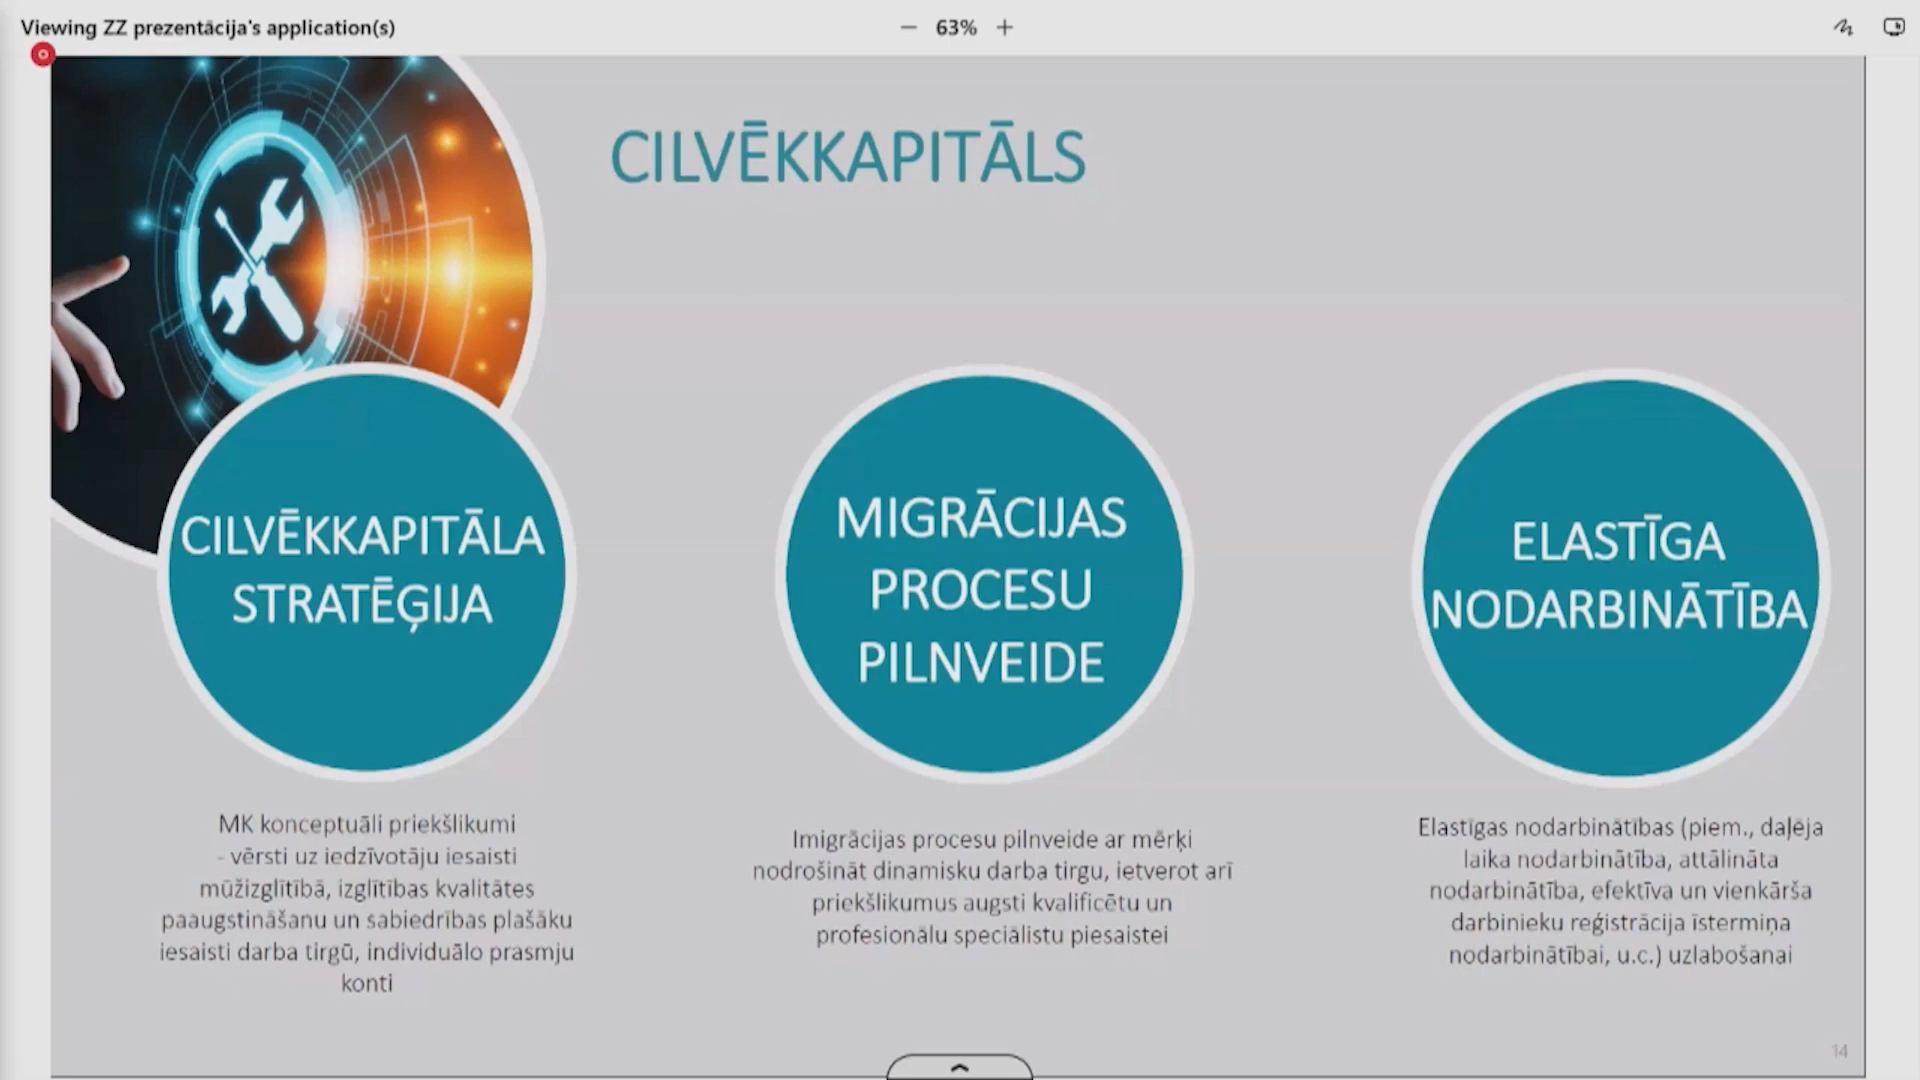 Viewing ZZ prezentācija's application(s)
63%
CILVĒKKAPITĀLS
CILVĒKKAPITĀLA
STRATĒĢIJA
MK konceptuāli priekšlikumi
- vērsti uz iedzīvotāju iesaisti
mūžizglītībā, izglītības kvalitātes
paaugstināšanu un sabiedrības plašāku
iesaisti darba tirgū, individuālo prasmju
konti
MIGRĀCIJAS
PROCESU
PILNVEIDE
Imigrācijas procesu pilnveide ar mērķi
nodrošināt dinamisku darba tirgu, ietverot arī
priekšlikumus augsti kvalificētu un
profesionālu speciālistu piesaistei
ELASTĪGA
NODARBINĀTĪBA
Elastīgas nodarbinātības (piem., daļēja
laika nodarbinātība, attālināta
nodarbinātība, efektīva un vienkārša
darbinieku reģistrācija īstermiņa
nodarbinātībai, u.c.) uzlabošanai
14